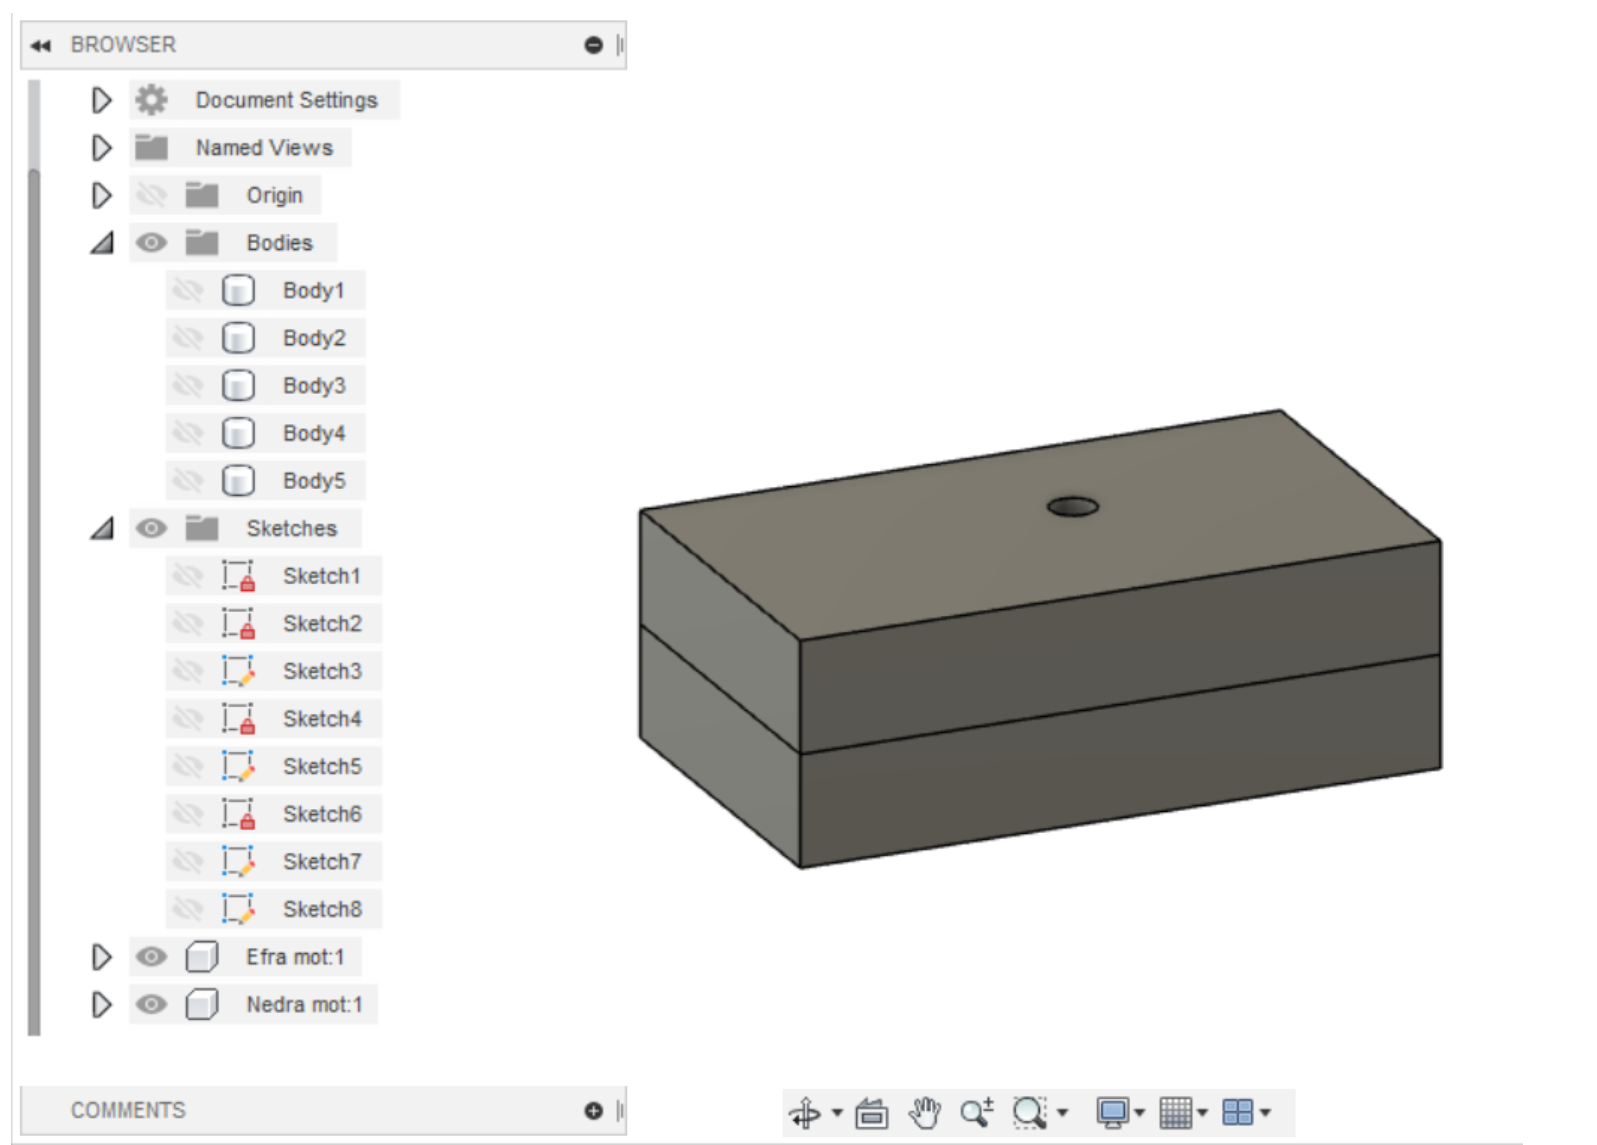 BROWSER
Document Settings
Named Views
Origin
Bodies
Body1
Body2
Body3
Body4
Body5
Sketches
Sketch1
Sketch2
Sketch3
Sketch4
Sketch5
Sketch6
Sketch7
Sketch8
Efra mot:1
Nedra mot:1
COMMENTS